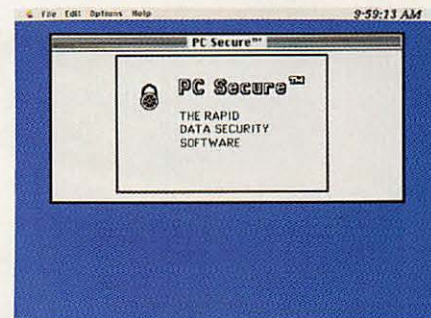 File Edit Options Help 9:59:13 AM
PC Secure™
PC Secure™
THE RAPID
DATA SECURITY
SOFTWARE